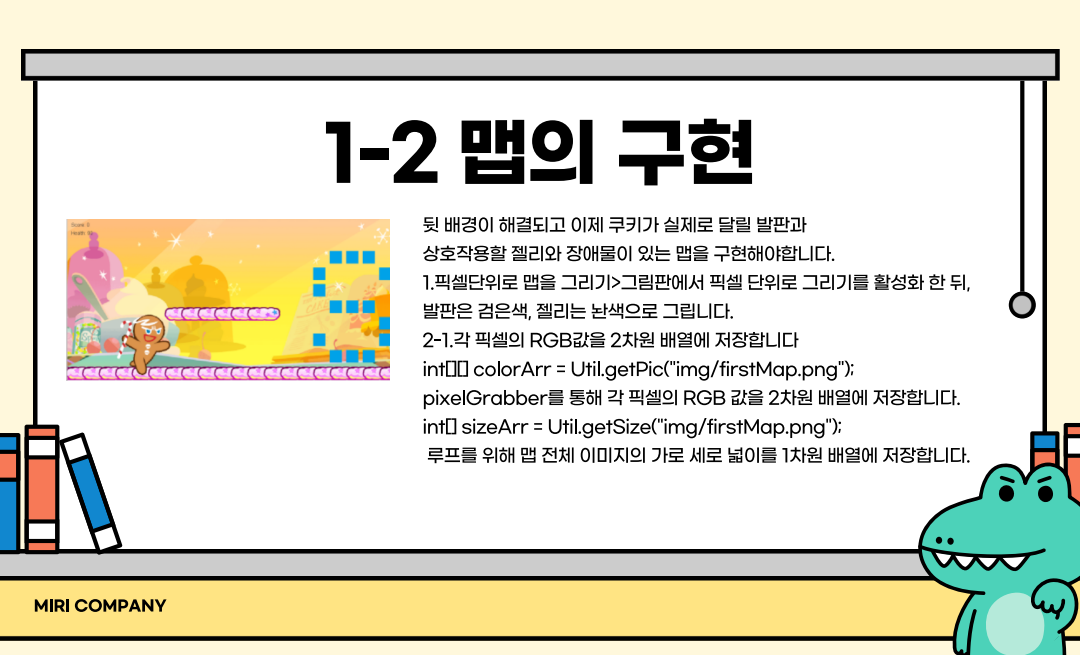 1-2 맵의 구현
Score 0
뒷 배경이 해결되고 이제 쿠키가 실제로 달릴 발판과
상호작용할 젤리와 장애물이 있는 맵을 구현해야합니다.
1.픽셀단위로 맵을 그리기>그림판에서 픽셀 단위로 그리기를 활성화 한 뒤,
발판은 검은색, 젤리는 놘색으로 그립니다.
2-1.각 픽셀의 RGB값을 2차원 배열에 저장합니다
int[][] colorArr = Util.getPic("img/firstMap.png");
pixelGrabber를 통해 각 픽셀의 RGB 값을 2차원 배열에 저장합니다.
int[] sizeArr = Util.getSize("img/firstMap.png");
루프를 위해 맵 전체 이미지의 가로 세로 넓이를 1차원 배열에 저장합니다.
MIRI COMPANY